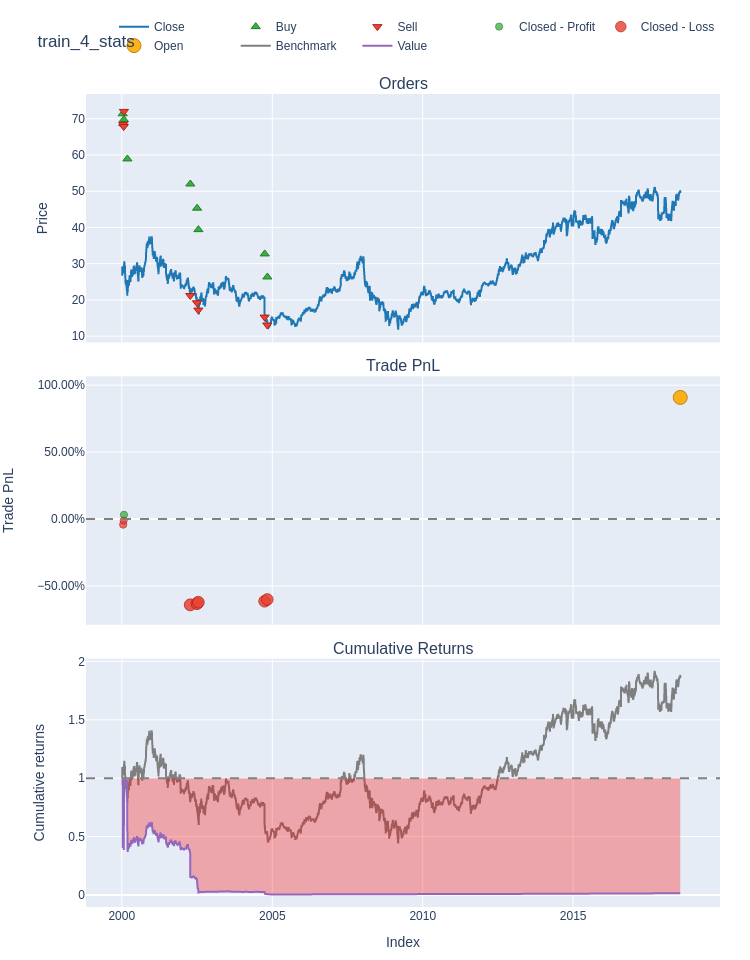 train_4_stats
Close
Buy
Sell
Closed - Profit
Closed - Loss
Open
Benchmark
Value
Orders
70
60
50
40
30
20
10
Price
Trade PnL
100.00%
50.00%
0.00%
−50.00%
Trade PnL
Cumulative Returns
2
1.5
1
0.5
0
Cumulative returns
2000
2005
2010
2015
Index